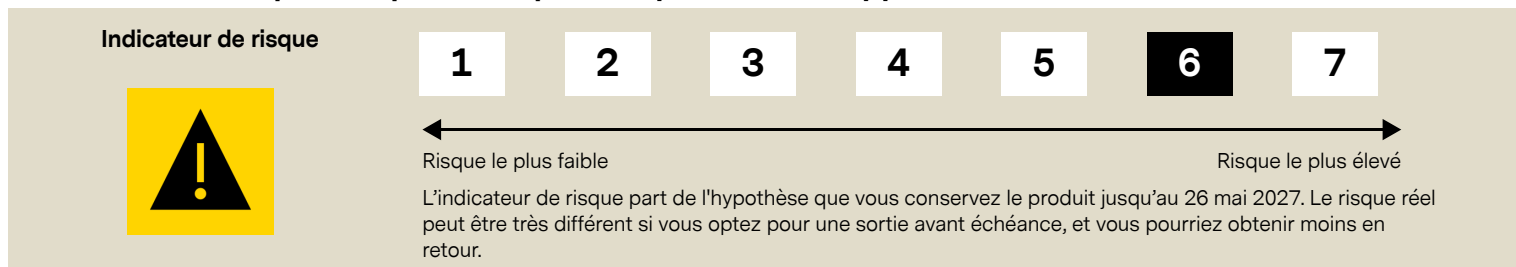 Indicateur de risque
1 2 3 4 5 6 7
Risque le plus faible
Risque le plus élevé
L’indicateur de risque part de l'hypothèse que vous conservez le produit jusqu’au 26 mai 2027. Le risque réel
peut être très différent si vous optez pour une sortie avant échéance, et vous pourriez obtenir moins en
retour.